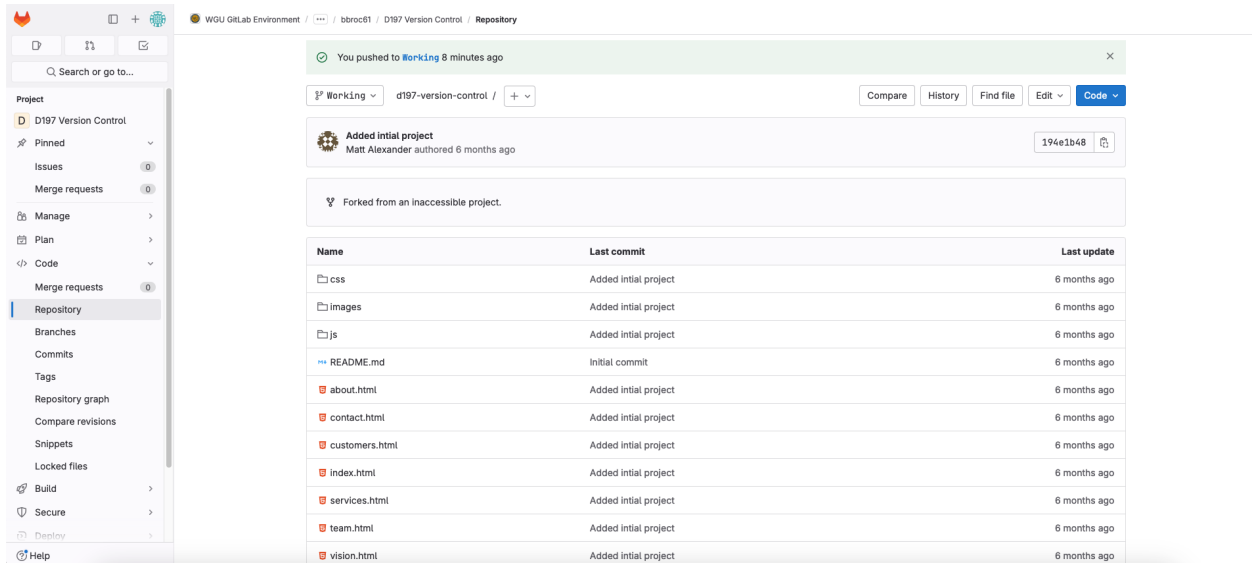 WGU GitLab Environment / ... / bbroc61 / D197 Version Control / Repository
Search or go to...
Project
D D197 Version Control
Pinned
Issues 0
Merge requests 0
Manage
Plan
Code
Merge requests 0
Repository
Branches
Commits
Tags
Repository graph
Compare revisions
Snippets
Locked files
Build
Secure
Deploy
Help
You pushed to Working 8 minutes ago
Working d197-version-control / + Compare History Find file Edit Code
Added intial project
Matt Alexander authored 6 months ago
194e1b48
Forked from an inaccessible project.
Name Last commit Last update
css Added intial project 6 months ago
images Added intial project 6 months ago
js Added intial project 6 months ago
README.md Initial commit 6 months ago
about.html Added intial project 6 months ago
contact.html Added intial project 6 months ago
customers.html Added intial project 6 months ago
index.html Added intial project 6 months ago
services.html Added intial project 6 months ago
team.html Added intial project 6 months ago
vision.html Added intial project 6 months ago